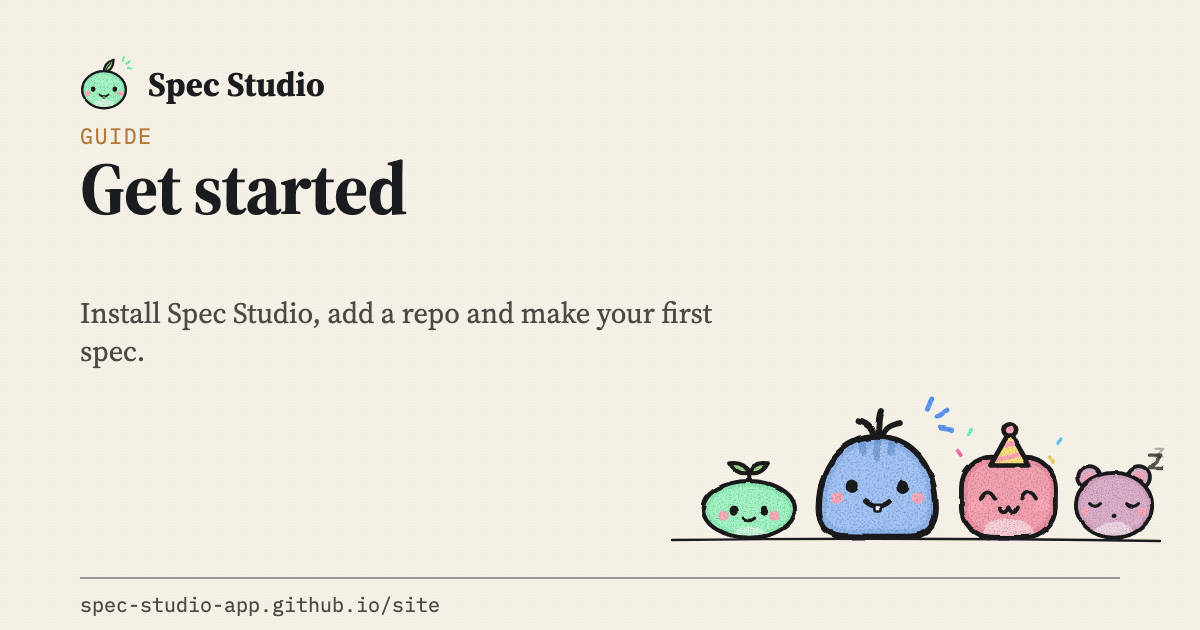 Spec Studio
GUIDE
Get started
Install Spec Studio, add a repo and make your first
spec.
z
z
spec-studio-app.github.io/site